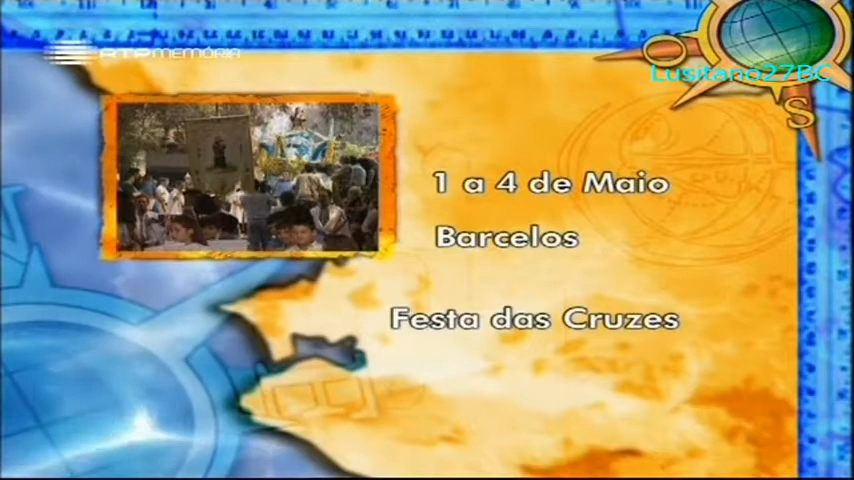 RTP MEMÓRIA
Lusitano27BC
O
S
1 a 4 de Maio
Barcelos
Festa das Cruzes
N